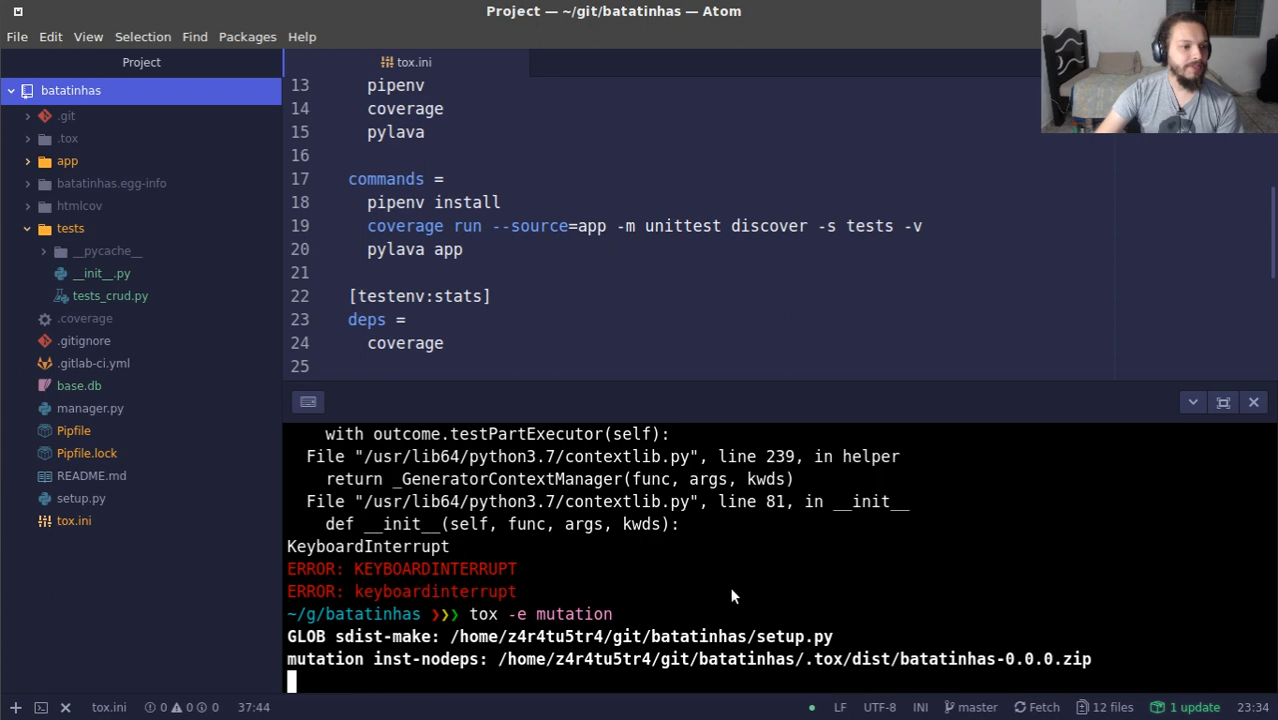 Project — ~/git/batatinhas — Atom
File Edit View Selection Find Packages Help
Project
tox.ini
batatinhas
.git
.tox
app
batatinhas.egg-info
htmlcov
tests
__pycache__
__init__.py
tests_crud.py
.coverage
.gitignore
.gitlab-ci.yml
base.db
manager.py
Pipfile
Pipfile.lock
README.md
setup.py
tox.ini
13 pipenv
14 coverage
15 pylava
16
17 commands =
18 pipenv install
19 coverage run --source=app -m unittest discover -s tests -v
20 pylava app
21
22 [testenv:stats]
23 deps =
24 coverage
25
with outcome.testPartExecutor(self):
File "/usr/lib64/python3.7/contextlib.py", line 239, in helper
return _GeneratorContextManager(func, args, kwds)
File "/usr/lib64/python3.7/contextlib.py", line 81, in __init__
def __init__(self, func, args, kwds):
KeyboardInterrupt
ERROR: KEYBOARDINTERRUPT
ERROR: keyboardinterrupt
~/g/batatinhas ❯❯❯ tox -e mutation
GLOB sdist-make: /home/z4r4tu5tr4/git/batatinhas/setup.py
mutation inst-nodeps: /home/z4r4tu5tr4/git/batatinhas/.tox/dist/batatinhas-0.0.0.zip
tox.ini 0 0 0 37:44 LF UTF-8 INI master Fetch 12 files 1 update 23:34